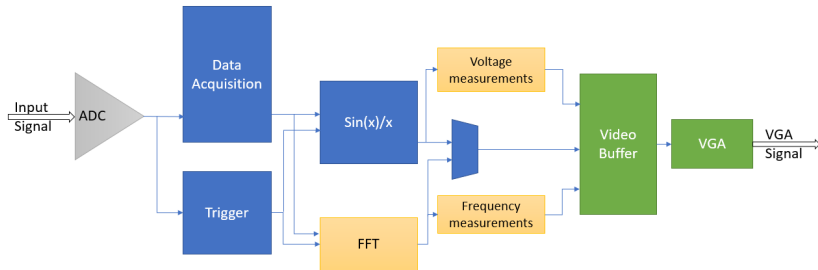 Input
Signal
ADC
Data
Acquisition
Trigger
Sin(x)/x
FFT
Voltage
measurements
Frequency
measurements
Video
Buffer
VGA
VGA
Signal